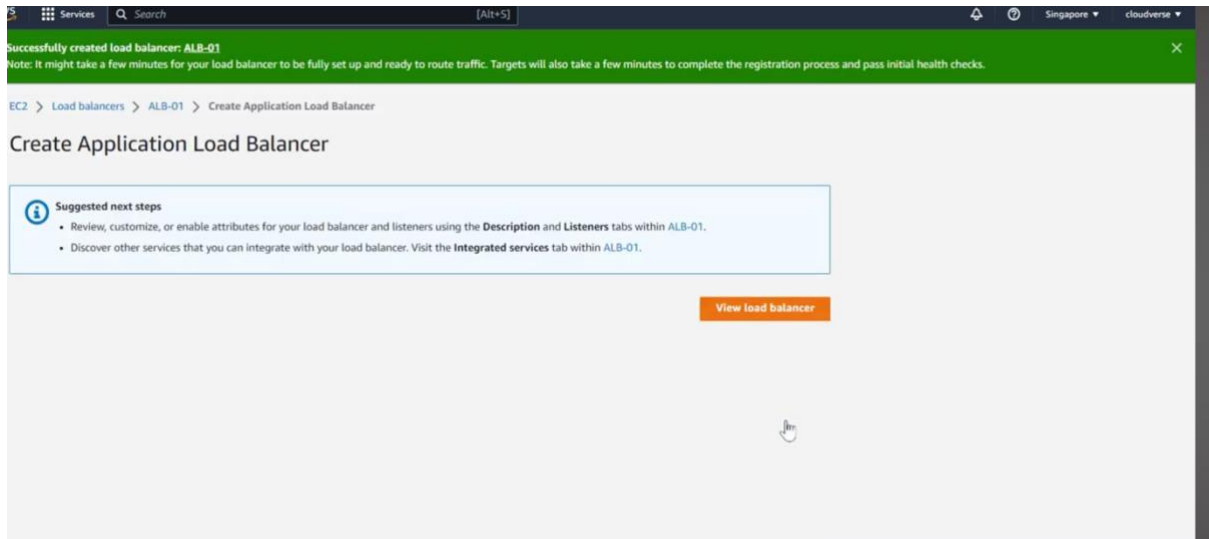 Services
Search
[Alt+S]
Singapore ▼
cloudverse ▼
Successfully created load balancer: ALB-01
Note: It might take a few minutes for your load balancer to be fully set up and ready to route traffic. Targets will also take a few minutes to complete the registration process and pass initial health checks.
EC2 > Load balancers > ALB-01 > Create Application Load Balancer
Create Application Load Balancer
Suggested next steps
• Review, customize, or enable attributes for your load balancer and listeners using the Description and Listeners tabs within ALB-01.
• Discover other services that you can integrate with your load balancer. Visit the Integrated services tab within ALB-01.
View load balancer